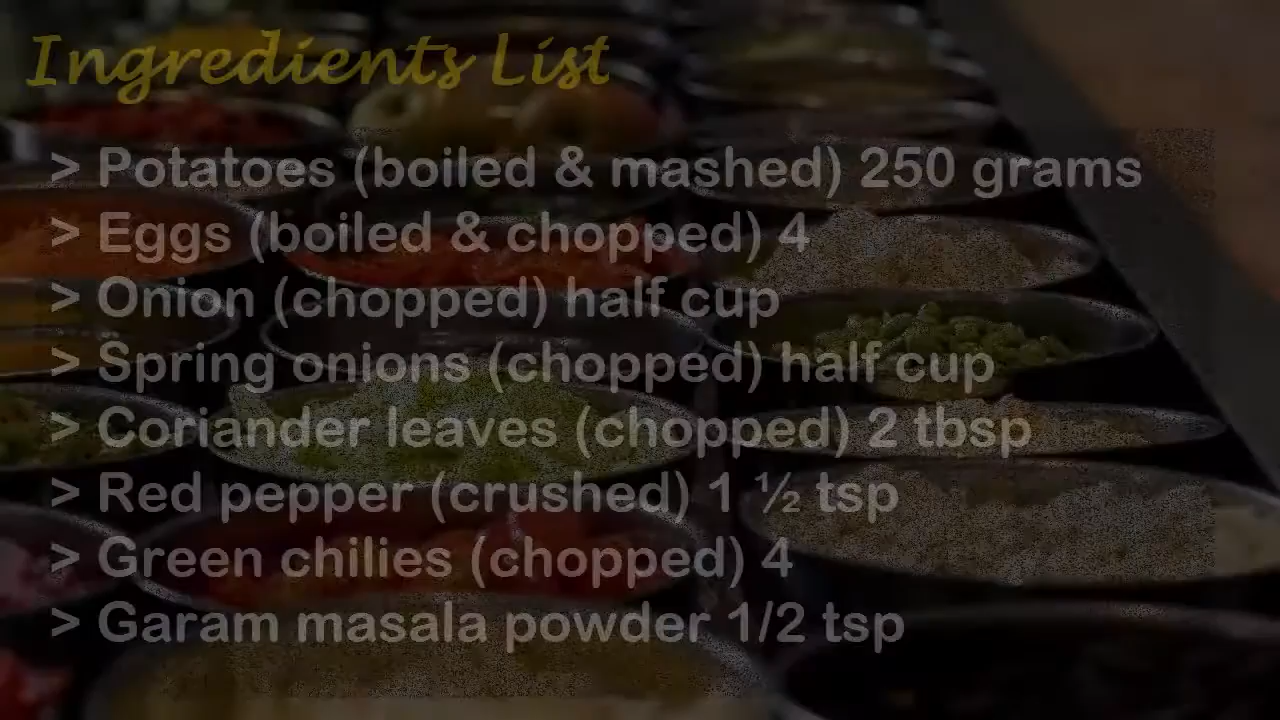 Ingredients List
> Potatoes (boiled & mashed) 250 grams
> Eggs (boiled & chopped) 4
> Onion (chopped) half cup
> Spring onions (chopped) half cup
> Coriander leaves (chopped) 2 tbsp
> Red pepper (crushed) 1 ½ tsp
> Green chilies (chopped) 4
> Garam masala powder 1/2 tsp